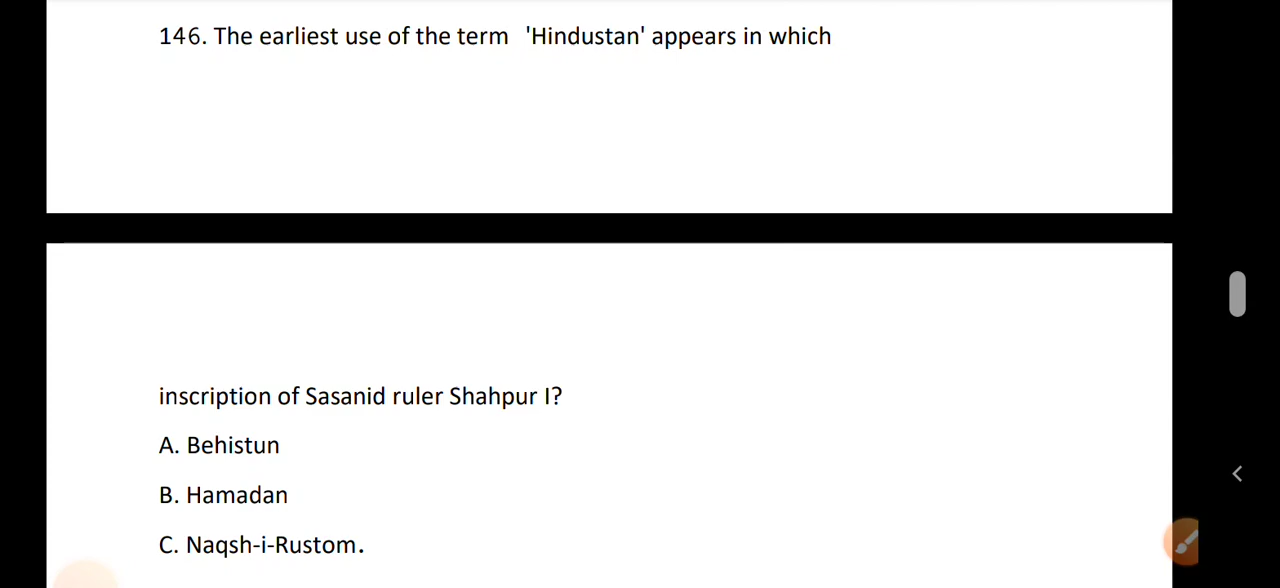 146. The earliest use of the term 'Hindustan' appears in which
inscription of Sasanid ruler Shahpur I?
A. Behistun
B. Hamadan
C. Naqsh-i-Rustom.